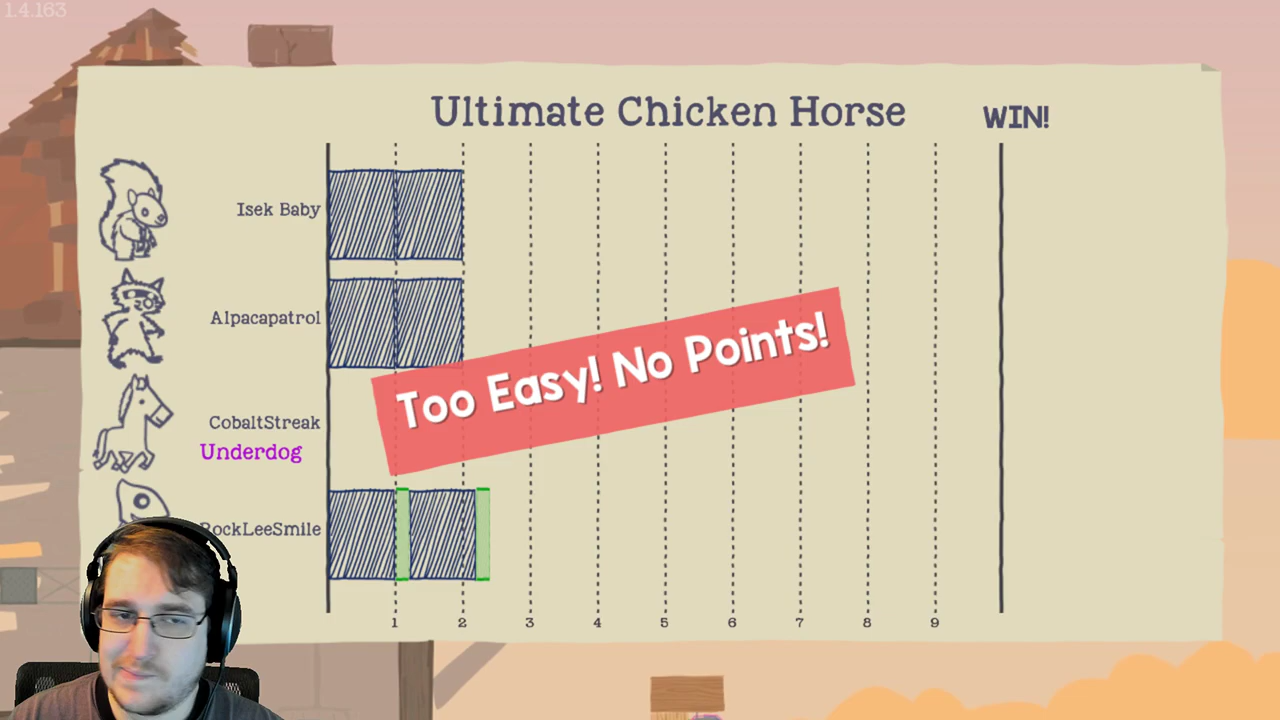 1.4.163
Ultimate Chicken Horse
WIN!
Isek Baby
Alpacapatrol
Too Easy! No Points!
CobaltStreak
Underdog
RockLeeSmile
1 2 3 4 5 6 7 8 9